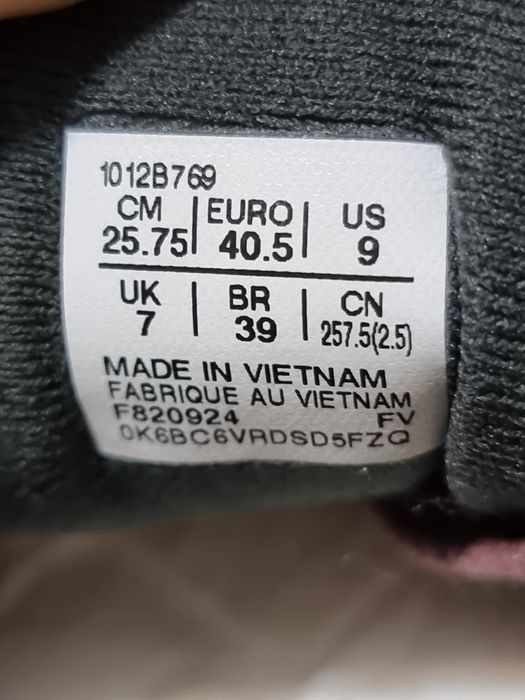 1012B769
CM | EURO | US
25.75 | 40.5 | 9
UK | BR | CN
7 | 39 | 257.5(2.5)
MADE IN VIETNAM
FABRIQUE AU VIETNAM
F820924 FV
0K6BC6VRDSD5FZQ